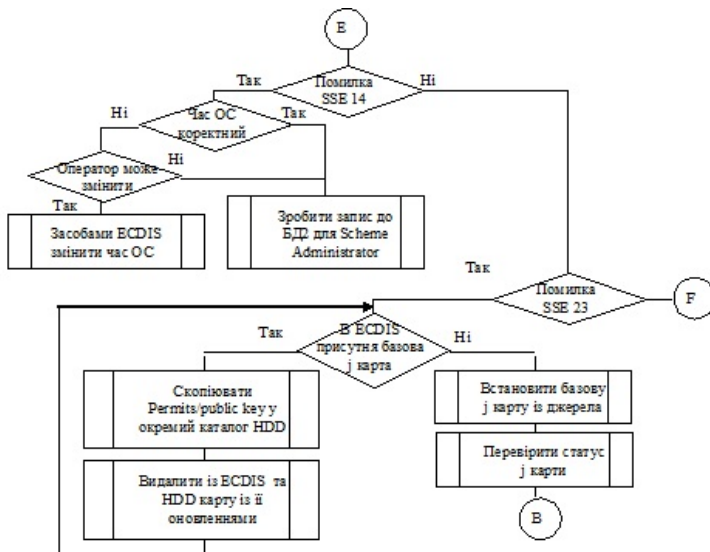 E
Так
Помилка
SSE 14
Ні
Ні
Час ОС
коректний
Так
Оператор може
змінити
Ні
Так
Засобами ECDIS
змінити час ОС
Зробити запис до
БД2 для Scheme
Administrator
Так
Помилка
SSE 23
F
Так
В ECDIS
присутня базова
j карта
Ні
Скопіювати
Permits/public key у
окремий каталог HDD
Встановити базову
j карту із джерела
Видалити із ECDIS та
HDD карту із її
оновленнями
Перевірити статус
j карти
B